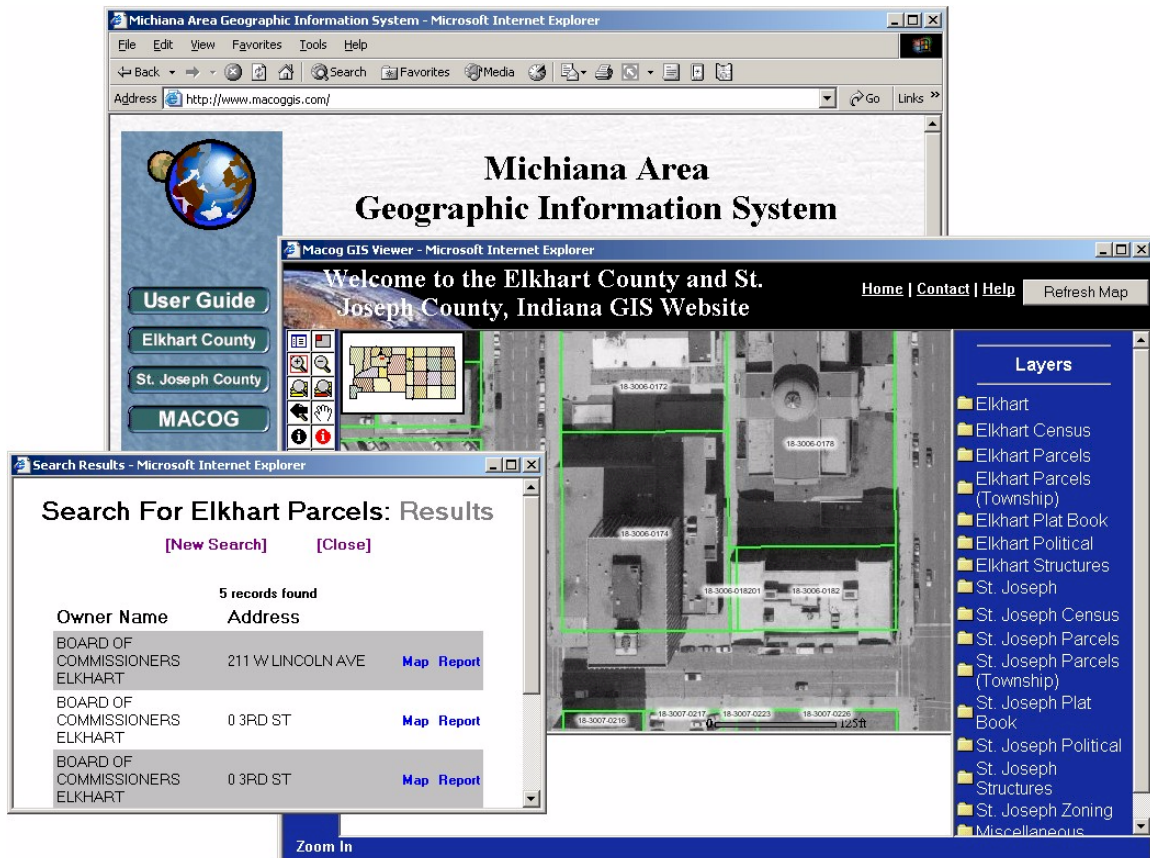 Michiana Area Geographic Information System - Microsoft Internet Explorer
File Edit View Favorites Tools Help
Back Search Favorites Media
Address http://www.macoggis.com/ Go Links »
Michiana Area
Geographic Information System
User Guide
Elkhart County
St. Joseph County
MACOG
Macog GIS Viewer - Microsoft Internet Explorer
Welcome to the Elkhart County and St.
Joseph County, Indiana GIS Website
Home | Contact | Help
Refresh Map
18-3006-0172
18-3006-0178
18-3006-0174
18-3006-018201
18-3006-0182
18-3007-0216
18-3007-0217
18-3007-0223
18-3007-0226
0 125ft
Layers
Elkhart
Elkhart Census
Elkhart Parcels
Elkhart Parcels
(Township)
Elkhart Plat Book
Elkhart Political
Elkhart Structures
St. Joseph
St. Joseph Census
St. Joseph Parcels
St. Joseph Parcels
(Township)
St. Joseph Plat
Book
St. Joseph Political
St. Joseph
Structures
St. Joseph Zoning
Miscellaneous
Zoom In
Search Results - Microsoft Internet Explorer
Search For Elkhart Parcels: Results
[New Search] [Close]
5 records found
Owner Name Address
BOARD OF
COMMISSIONERS 211 W LINCOLN AVE Map Report
ELKHART
BOARD OF
COMMISSIONERS 0 3RD ST Map Report
ELKHART
BOARD OF
COMMISSIONERS 0 3RD ST Map Report
ELKHART